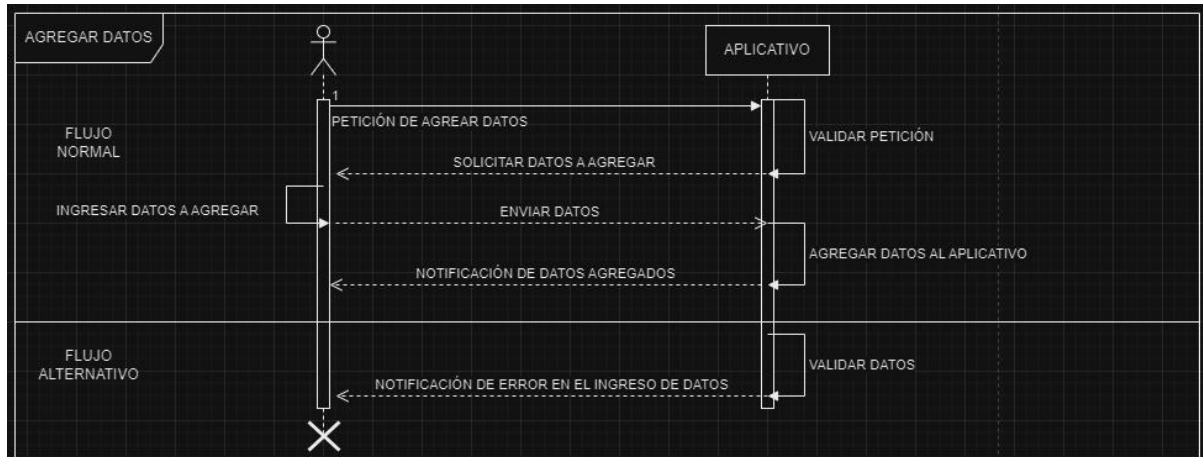 AGREGAR DATOS
APLICATIVO
1
PETICIÓN DE AGREAR DATOS
FLUJO
NORMAL
VALIDAR PETICIÓN
SOLICITAR DATOS A AGREGAR
INGRESAR DATOS A AGREGAR
ENVIAR DATOS
AGREGAR DATOS AL APLICATIVO
NOTIFICACIÓN DE DATOS AGREGADOS
FLUJO
ALTERNATIVO
VALIDAR DATOS
NOTIFICACIÓN DE ERROR EN EL INGRESO DE DATOS